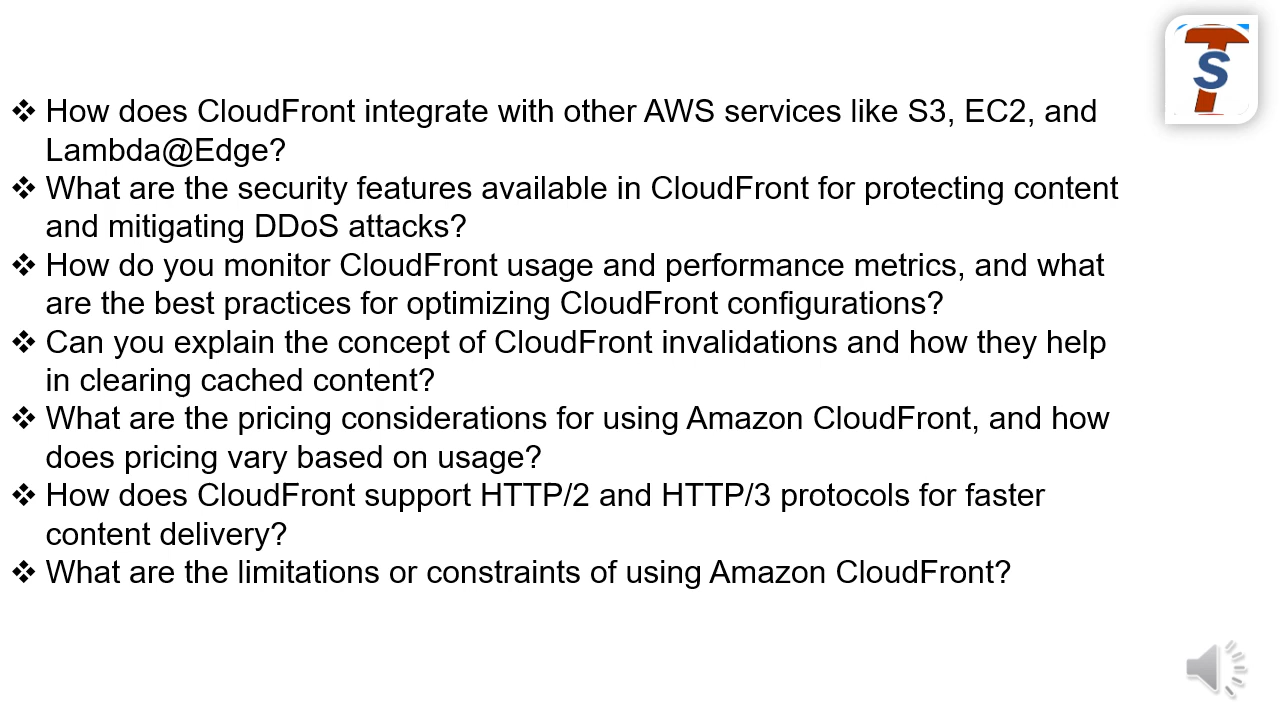 TS
❖ How does CloudFront integrate with other AWS services like S3, EC2, and
Lambda@Edge?
❖ What are the security features available in CloudFront for protecting content
and mitigating DDoS attacks?
❖ How do you monitor CloudFront usage and performance metrics, and what
are the best practices for optimizing CloudFront configurations?
❖ Can you explain the concept of CloudFront invalidations and how they help
in clearing cached content?
❖ What are the pricing considerations for using Amazon CloudFront, and how
does pricing vary based on usage?
❖ How does CloudFront support HTTP/2 and HTTP/3 protocols for faster
content delivery?
❖ What are the limitations or constraints of using Amazon CloudFront?